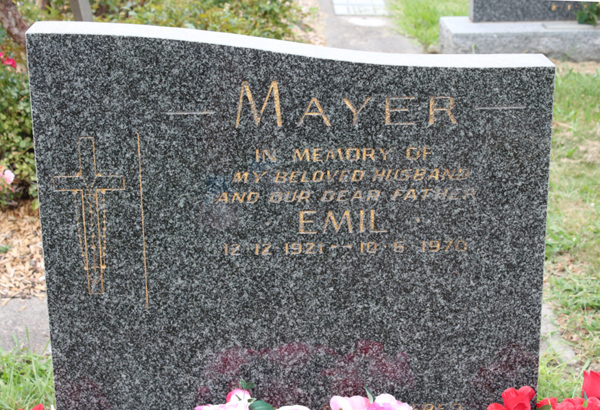 MAYER
IN MEMORY OF
MY BELOVED HUSBAND
AND OUR DEAR FATHER
EMIL
12 12 1921 - 10 6 1970